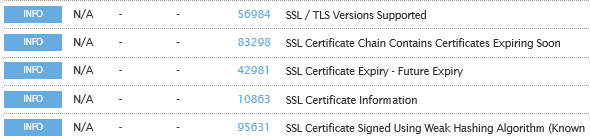 INFO N/A - - 56984 SSL / TLS Versions Supported
INFO N/A - - 83298 SSL Certificate Chain Contains Certificates Expiring Soon
INFO N/A - - 42981 SSL Certificate Expiry - Future Expiry
INFO N/A - - 10863 SSL Certificate Information
INFO N/A - - 95631 SSL Certificate Signed Using Weak Hashing Algorithm (Known